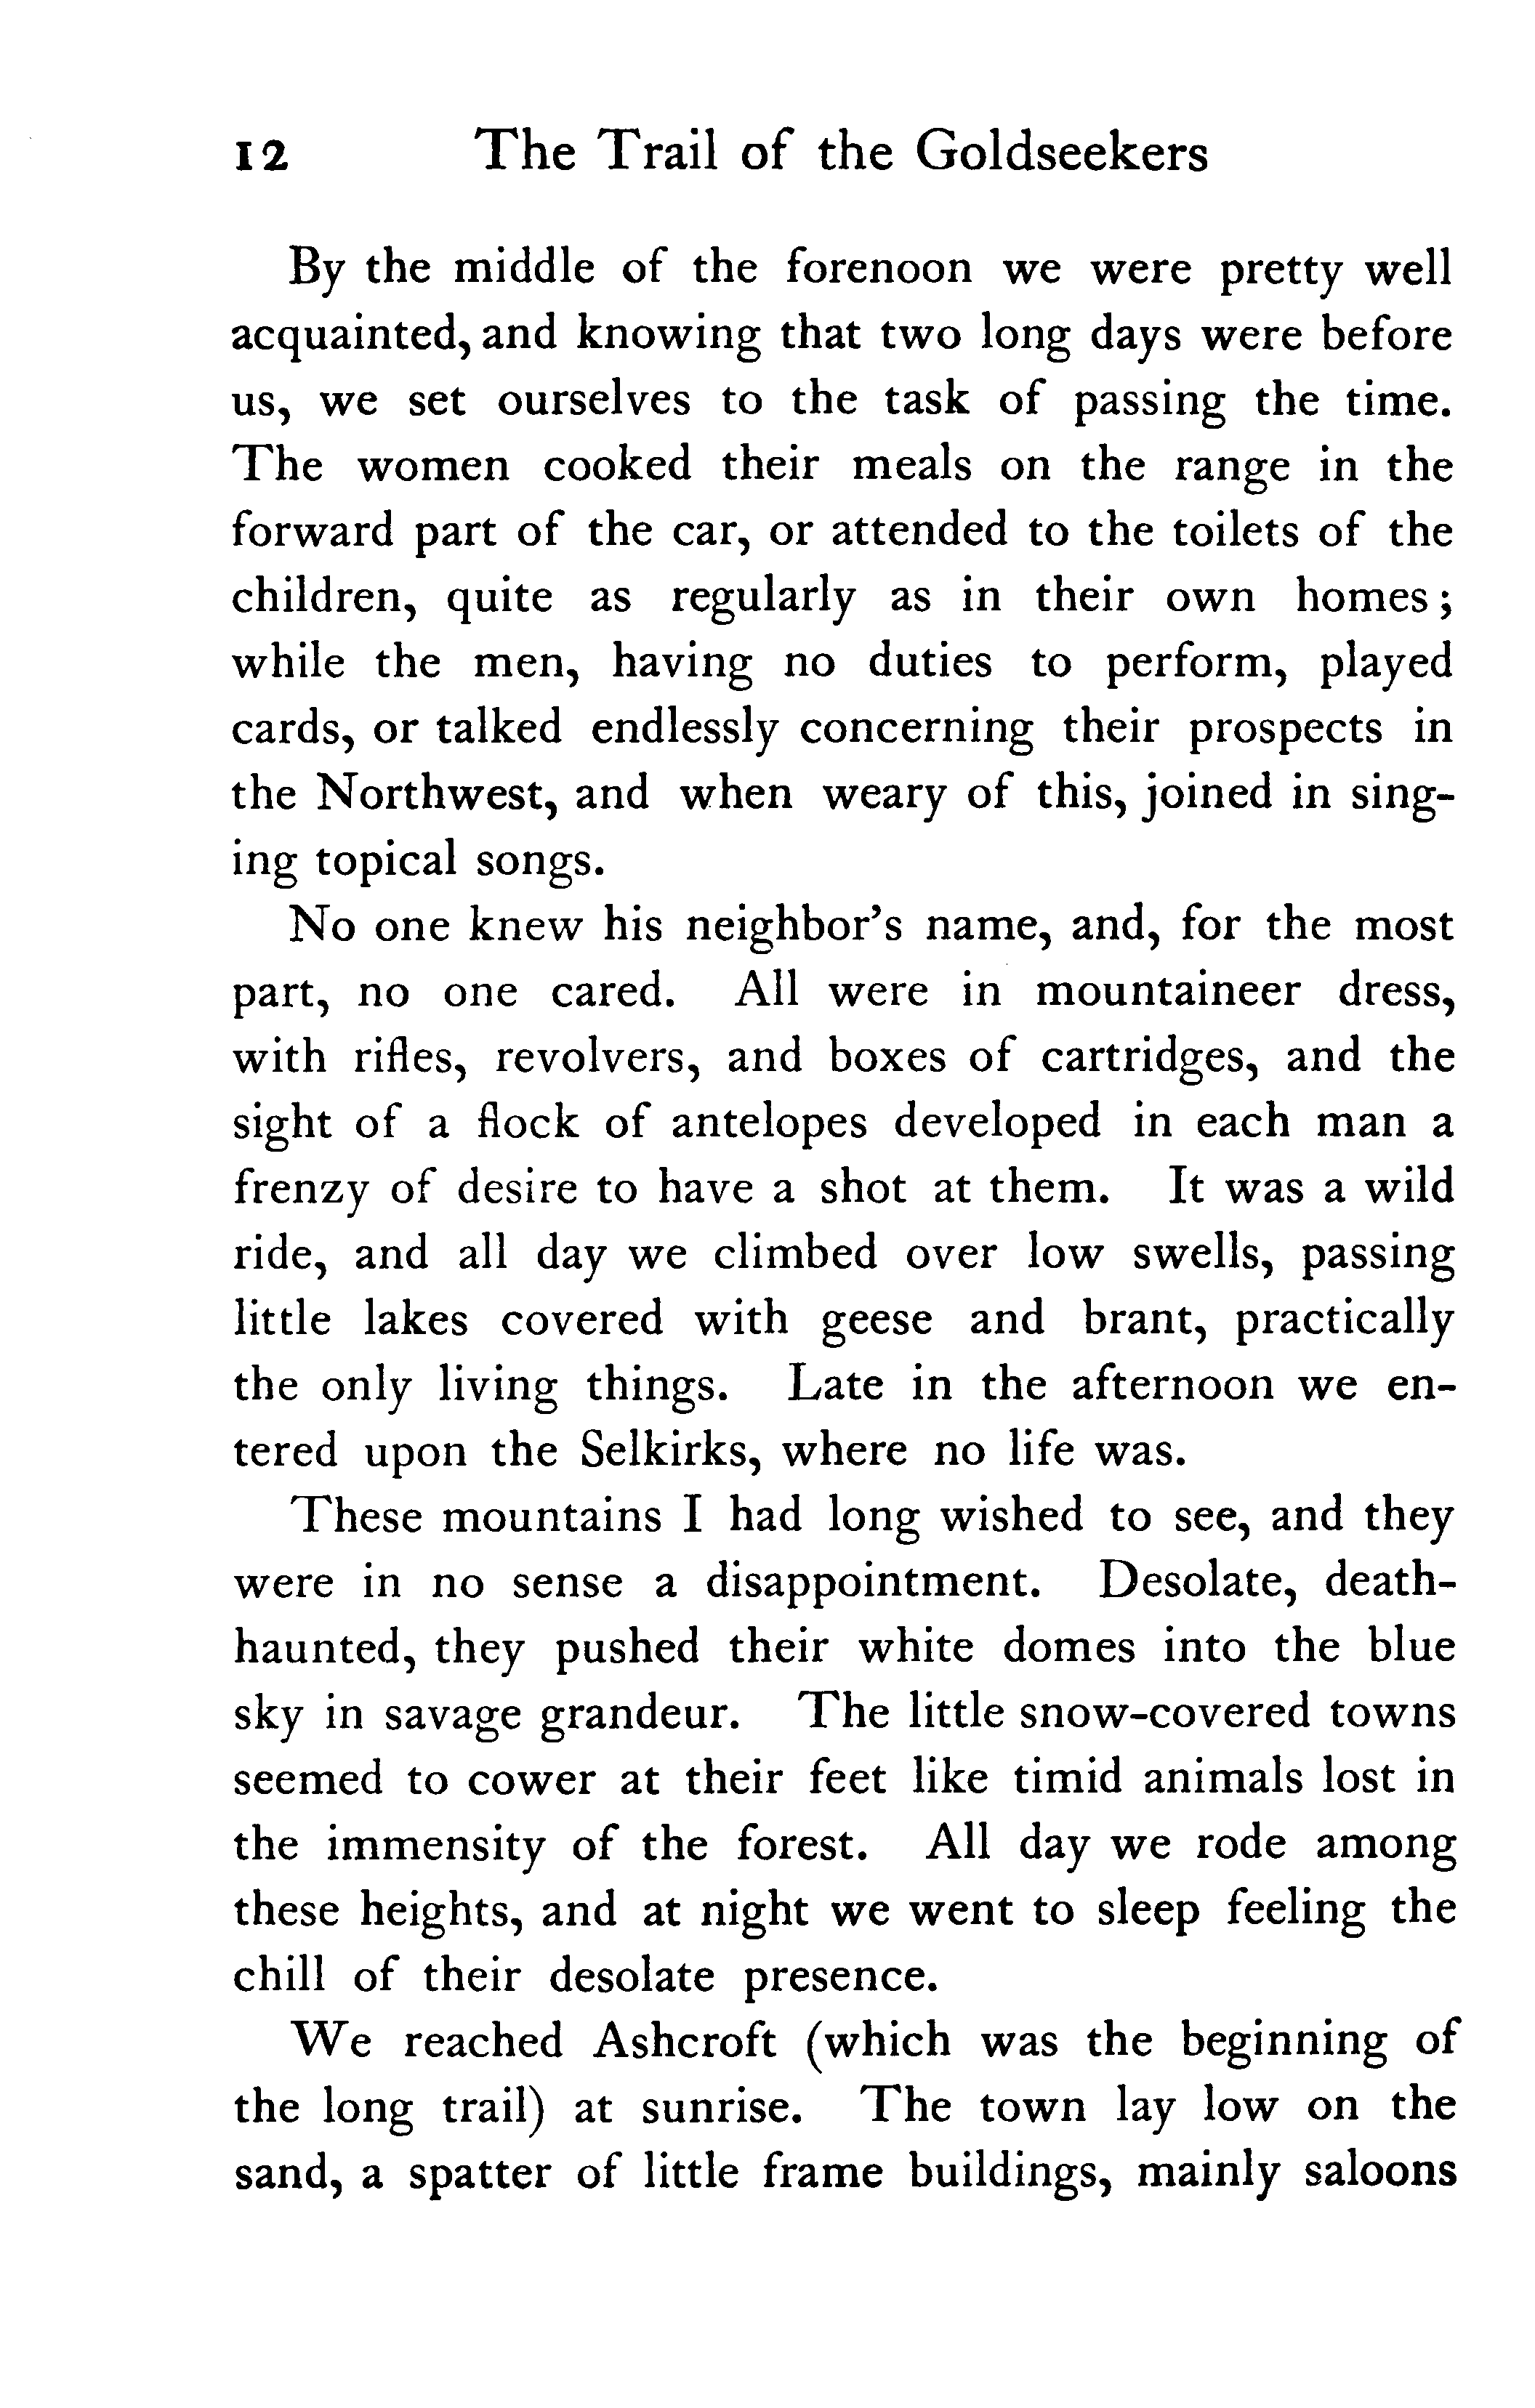 12 The Trail of the Goldseekers
By the middle of the forenoon we were pretty well
acquainted, and knowing that two long days were before
us, we set ourselves to the task of passing the time.
The women cooked their meals on the range in the
forward part of the car, or attended to the toilets of the
children, quite as regularly as in their own homes;
while the men, having no duties to perform, played
cards, or talked endlessly concerning their prospects in
the Northwest, and when weary of this, joined in sing-
ing topical songs.
No one knew his neighbor's name, and, for the most
part, no one cared. All were in mountaineer dress,
with rifles, revolvers, and boxes of cartridges, and the
sight of a flock of antelopes developed in each man a
frenzy of desire to have a shot at them. It was a wild
ride, and all day we climbed over low swells, passing
little lakes covered with geese and brant, practically
the only living things. Late in the afternoon we en-
tered upon the Selkirks, where no life was.
These mountains I had long wished to see, and they
were in no sense a disappointment. Desolate, death-
haunted, they pushed their white domes into the blue
sky in savage grandeur. The little snow-covered towns
seemed to cower at their feet like timid animals lost in
the immensity of the forest. All day we rode among
these heights, and at night we went to sleep feeling the
chill of their desolate presence.
We reached Ashcroft (which was the beginning of
the long trail) at sunrise. The town lay low on the
sand, a spatter of little frame buildings, mainly saloons